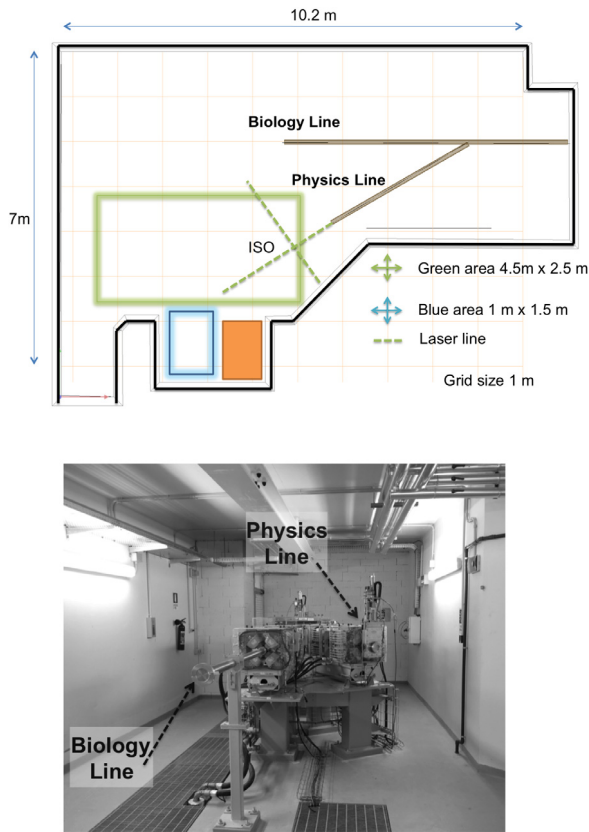 10.2 m
Biology Line
Physics Line
7m
ISO
Green area 4.5m x 2.5 m
Blue area 1 m x 1.5 m
Laser line
Grid size 1 m
Physics
Line
Biology
Line